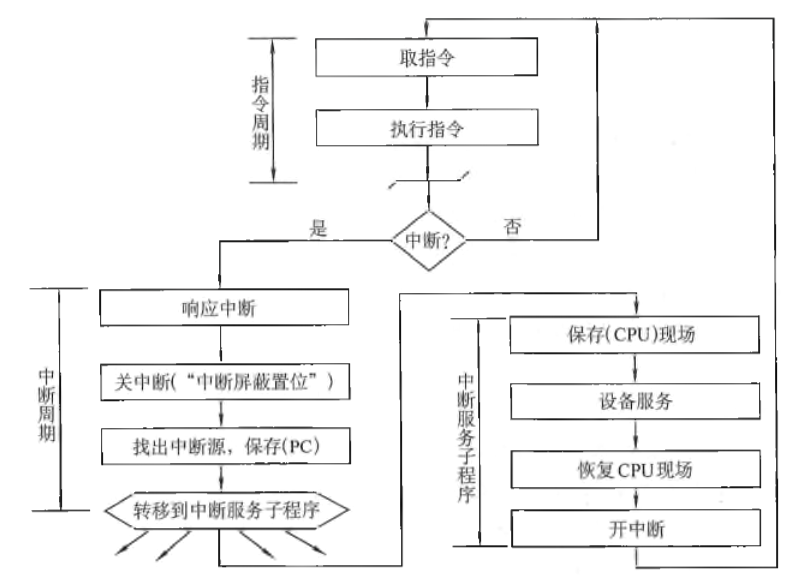 取指令
执行指令
指令周期
中断?
是
否
响应中断
关中断(“中断屏蔽置位”)
找出中断源，保存(PC)
转移到中断服务子程序
中断周期
保存(CPU)现场
设备服务
恢复CPU现场
开中断
中断服务子程序